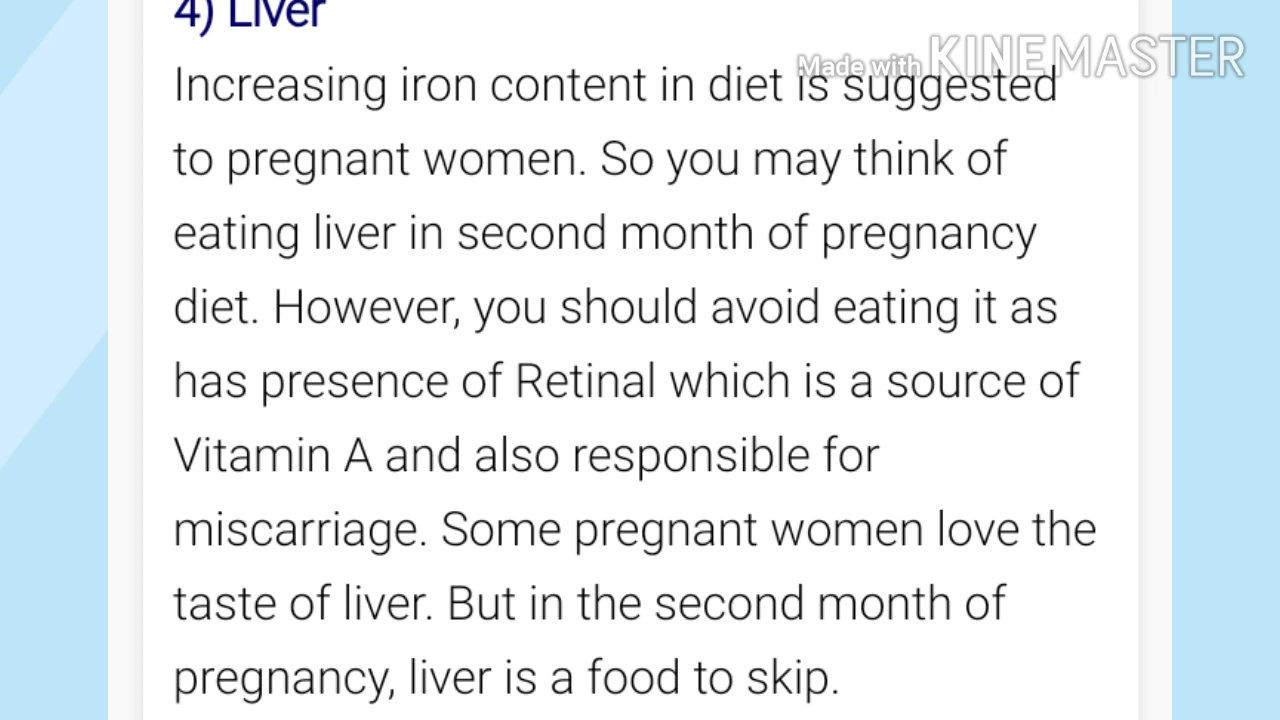 4) Liver
Made with KINEMASTER
Increasing iron content in diet is suggested
to pregnant women. So you may think of
eating liver in second month of pregnancy
diet. However, you should avoid eating it as
has presence of Retinal which is a source of
Vitamin A and also responsible for
miscarriage. Some pregnant women love the
taste of liver. But in the second month of
pregnancy, liver is a food to skip.